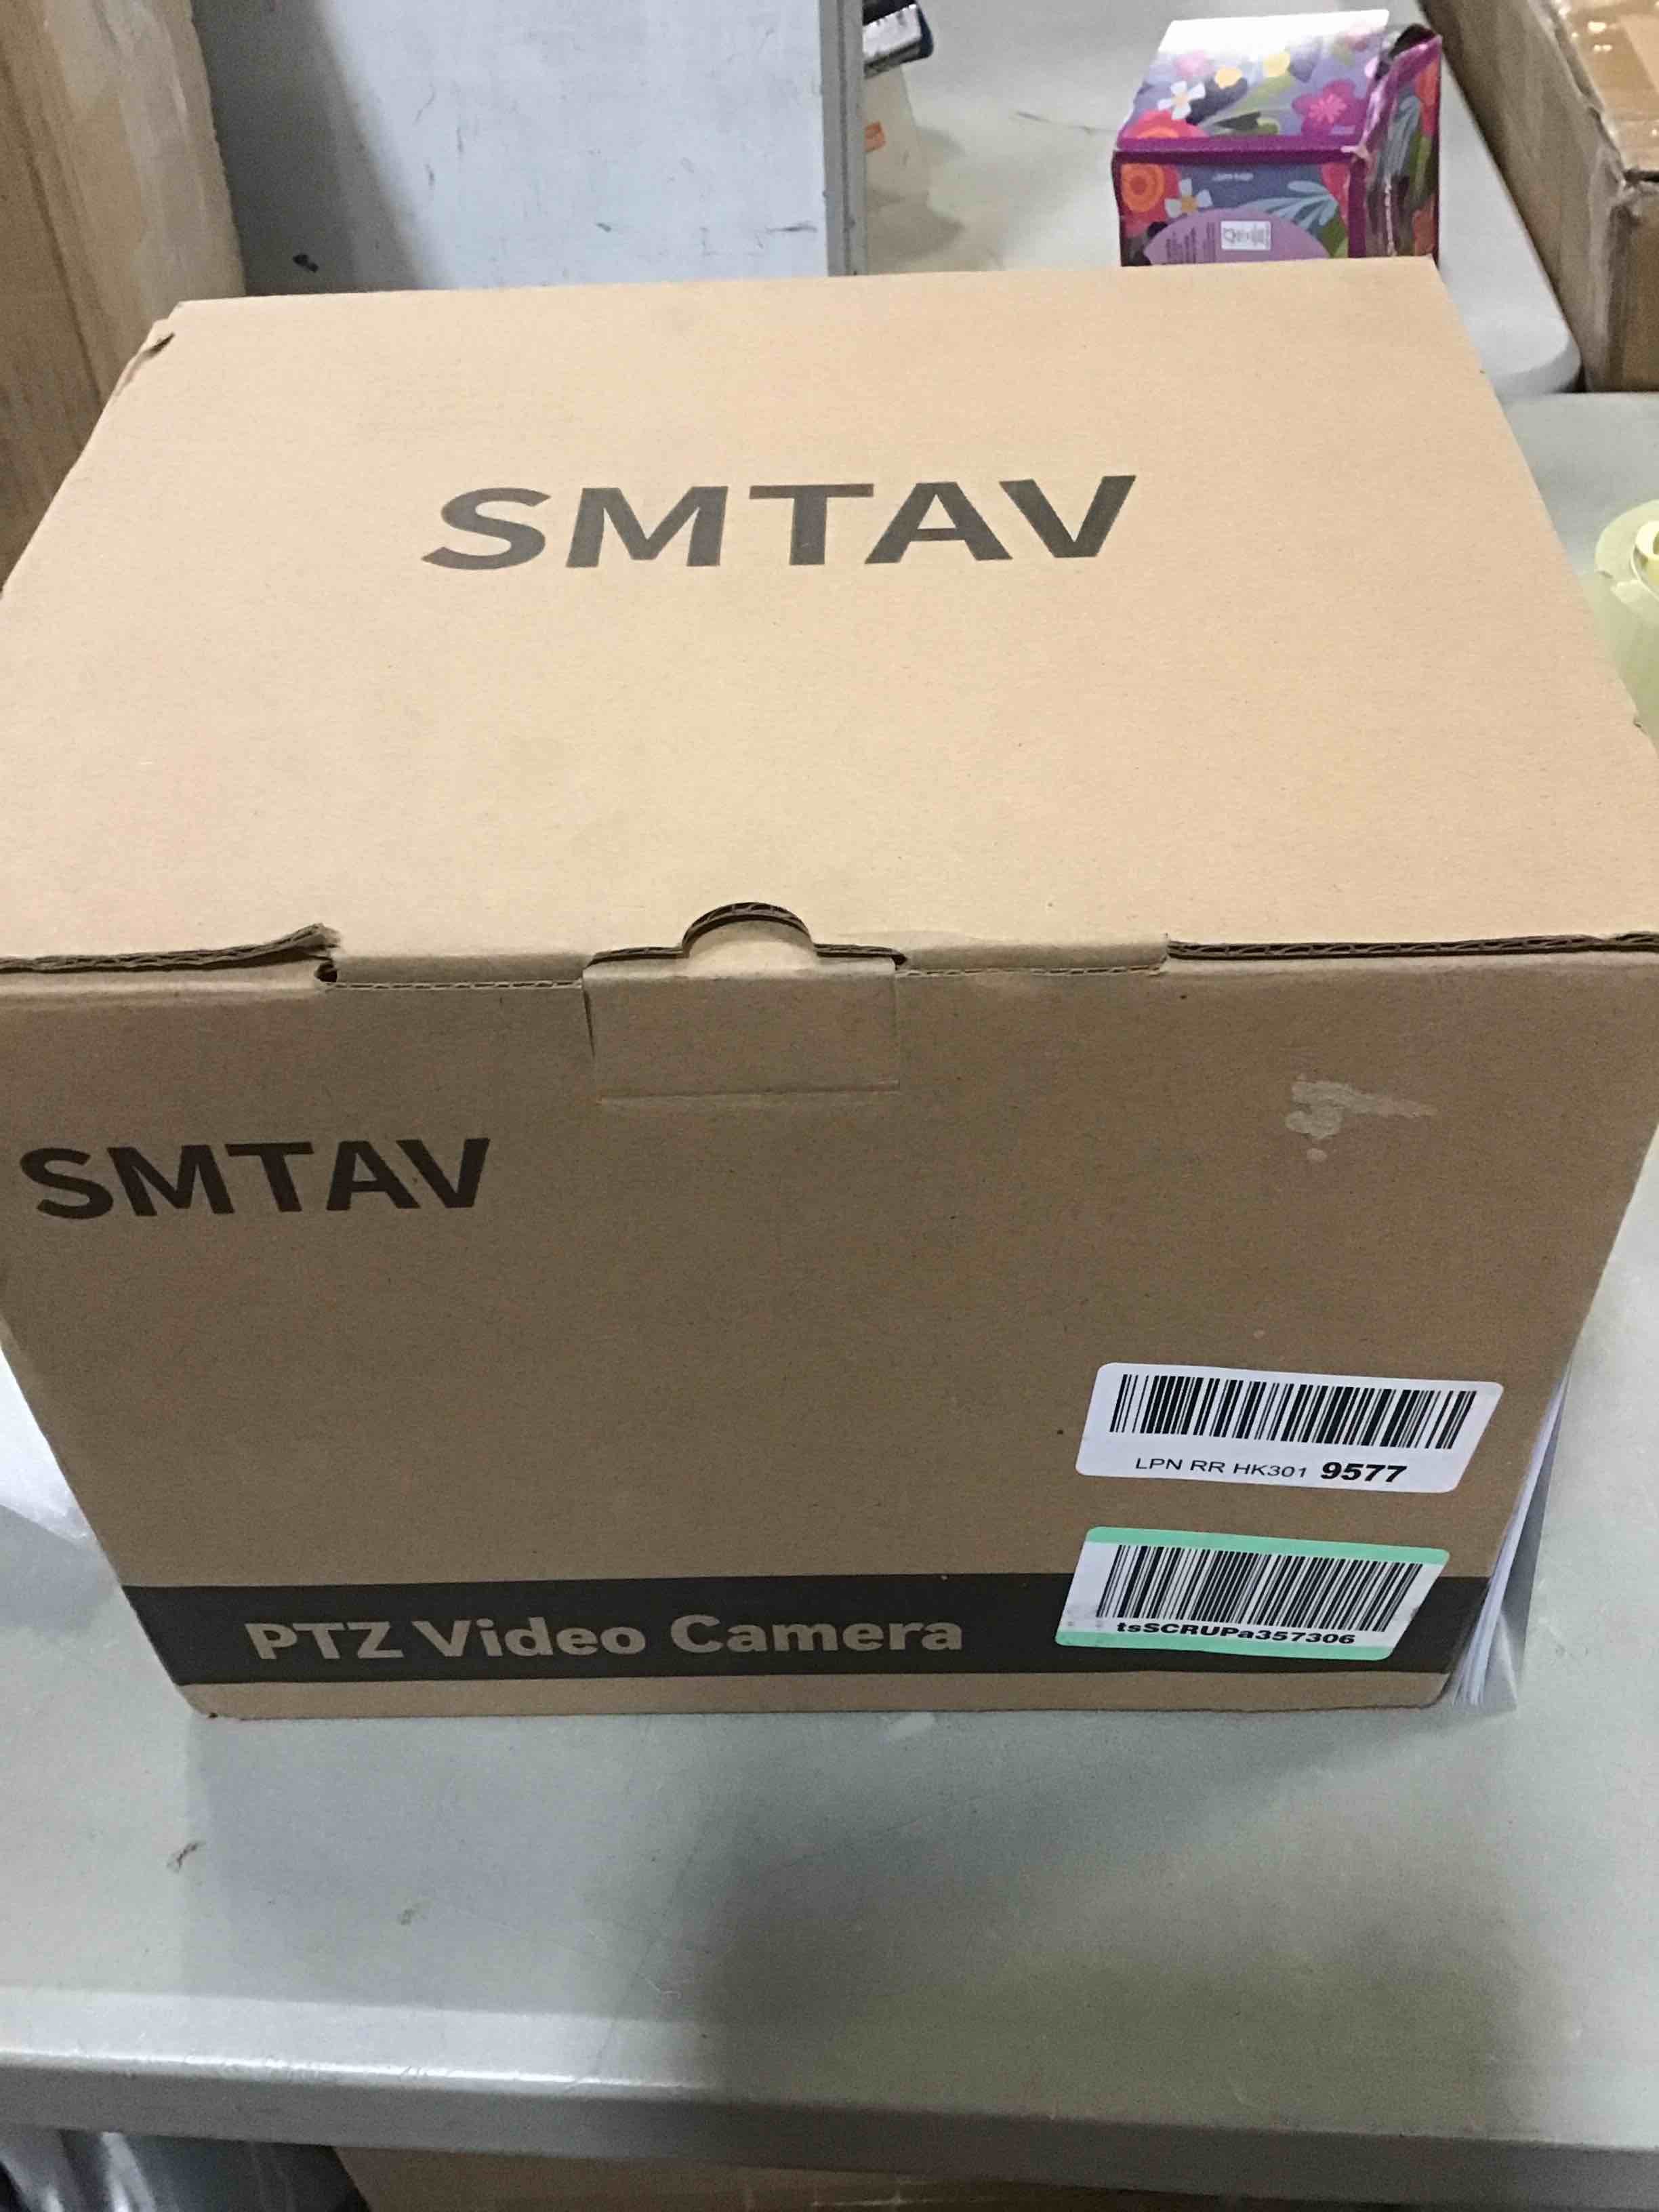 SMTAV
SMTAV
LPN RR HK301 9577
PTZ Video Camera
tsSCRUPa357306